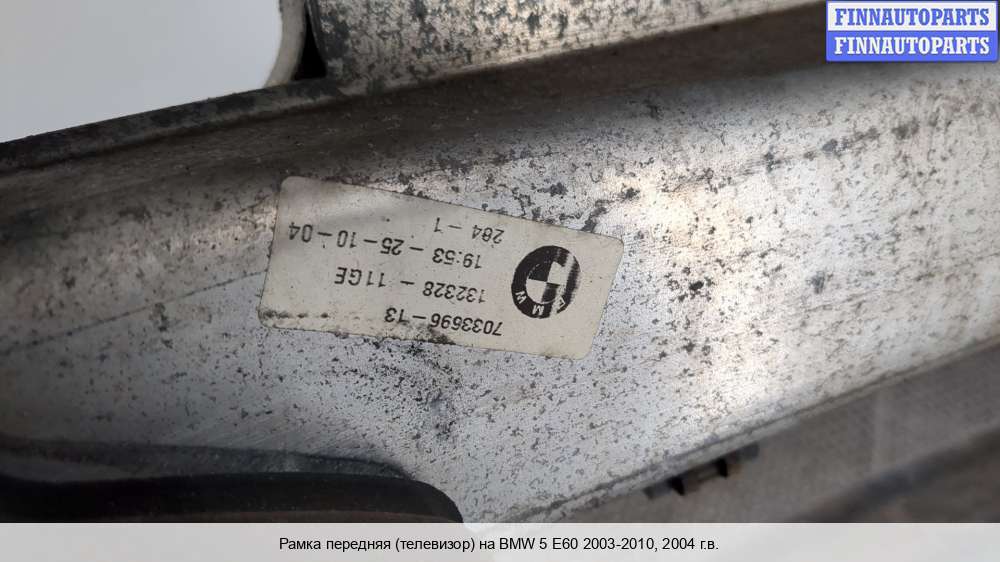 FINNAUTOPARTS
FINNAUTOPARTS
7033696-13
132328 - 11GE
19:53 - 25-10-04
284 - 1
BMW
Рамка передняя (телевизор) на BMW 5 E60 2003-2010, 2004 г.в.